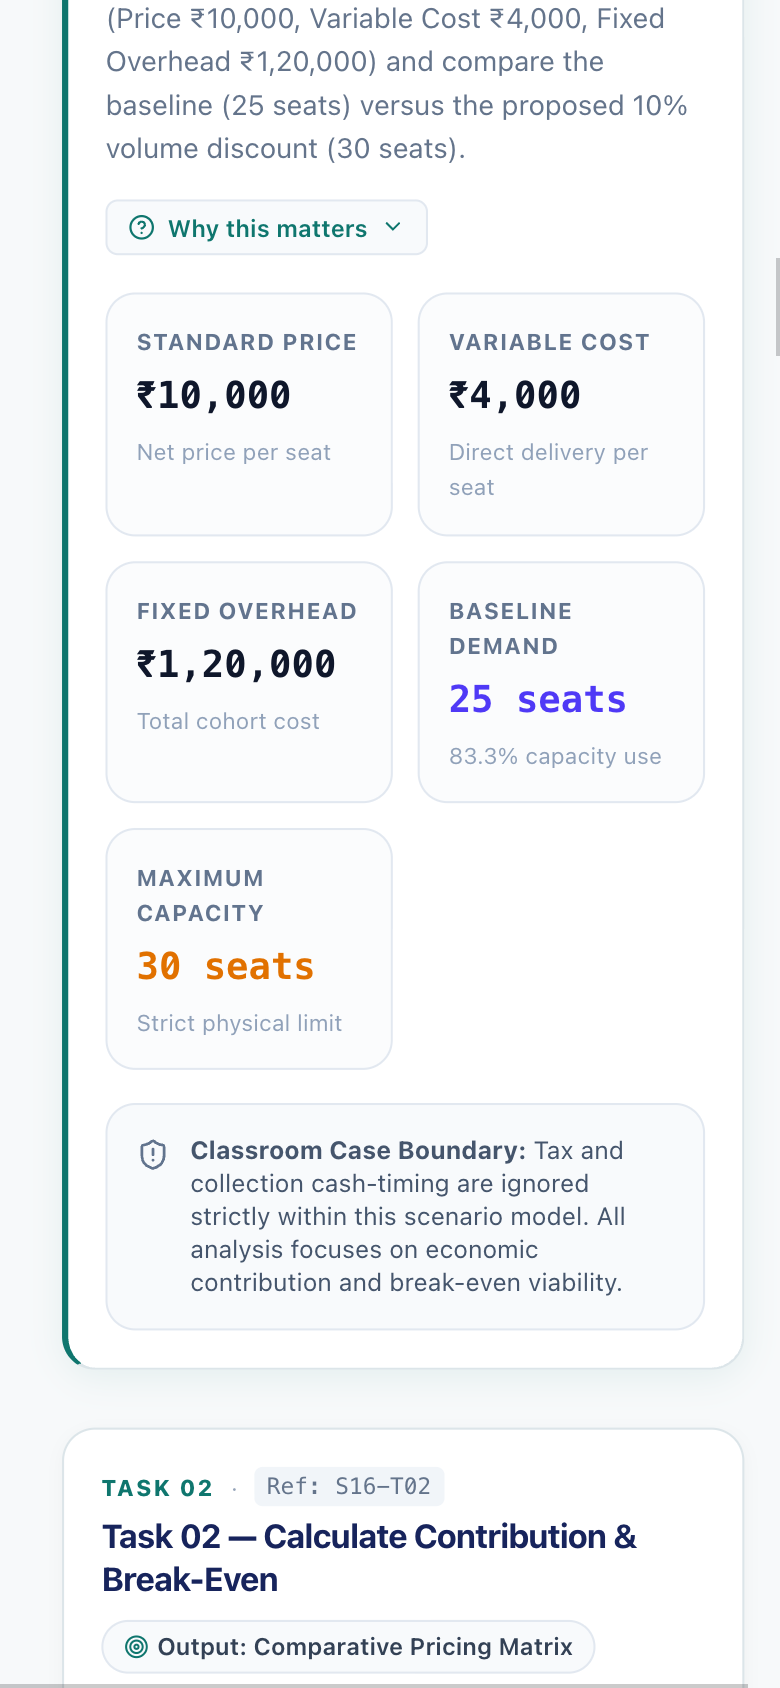 (Price ₹10,000, Variable Cost ₹4,000, Fixed
Overhead ₹1,20,000) and compare the
baseline (25 seats) versus the proposed 10%
volume discount (30 seats).
Why this matters
STANDARD PRICE
₹10,000
Net price per seat
VARIABLE COST
₹4,000
Direct delivery per
seat
FIXED OVERHEAD
₹1,20,000
Total cohort cost
BASELINE
DEMAND
25 seats
83.3% capacity use
MAXIMUM
CAPACITY
30 seats
Strict physical limit
Classroom Case Boundary: Tax and
collection cash-timing are ignored
strictly within this scenario model. All
analysis focuses on economic
contribution and break-even viability.
TASK 02 · Ref: S16-T02
Task 02 — Calculate Contribution &
Break-Even
Output: Comparative Pricing Matrix